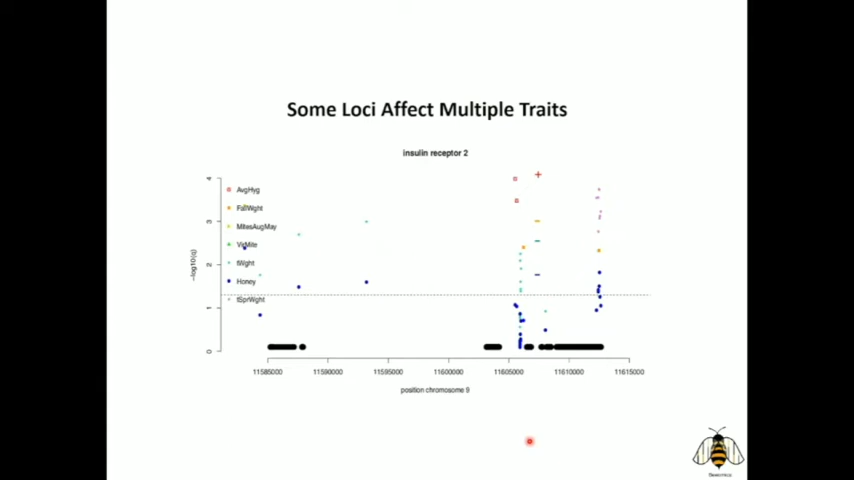 Some Loci Affect Multiple Traits
insulin receptor 2
4
3
2
1
0
−log10(q)
AvgHyg
FallWght
MitesAugMay
VsMite
tWght
Honey
tSprWght
11585000 11590000 11595000 11600000 11605000 11610000 11615000
position chromosome 9